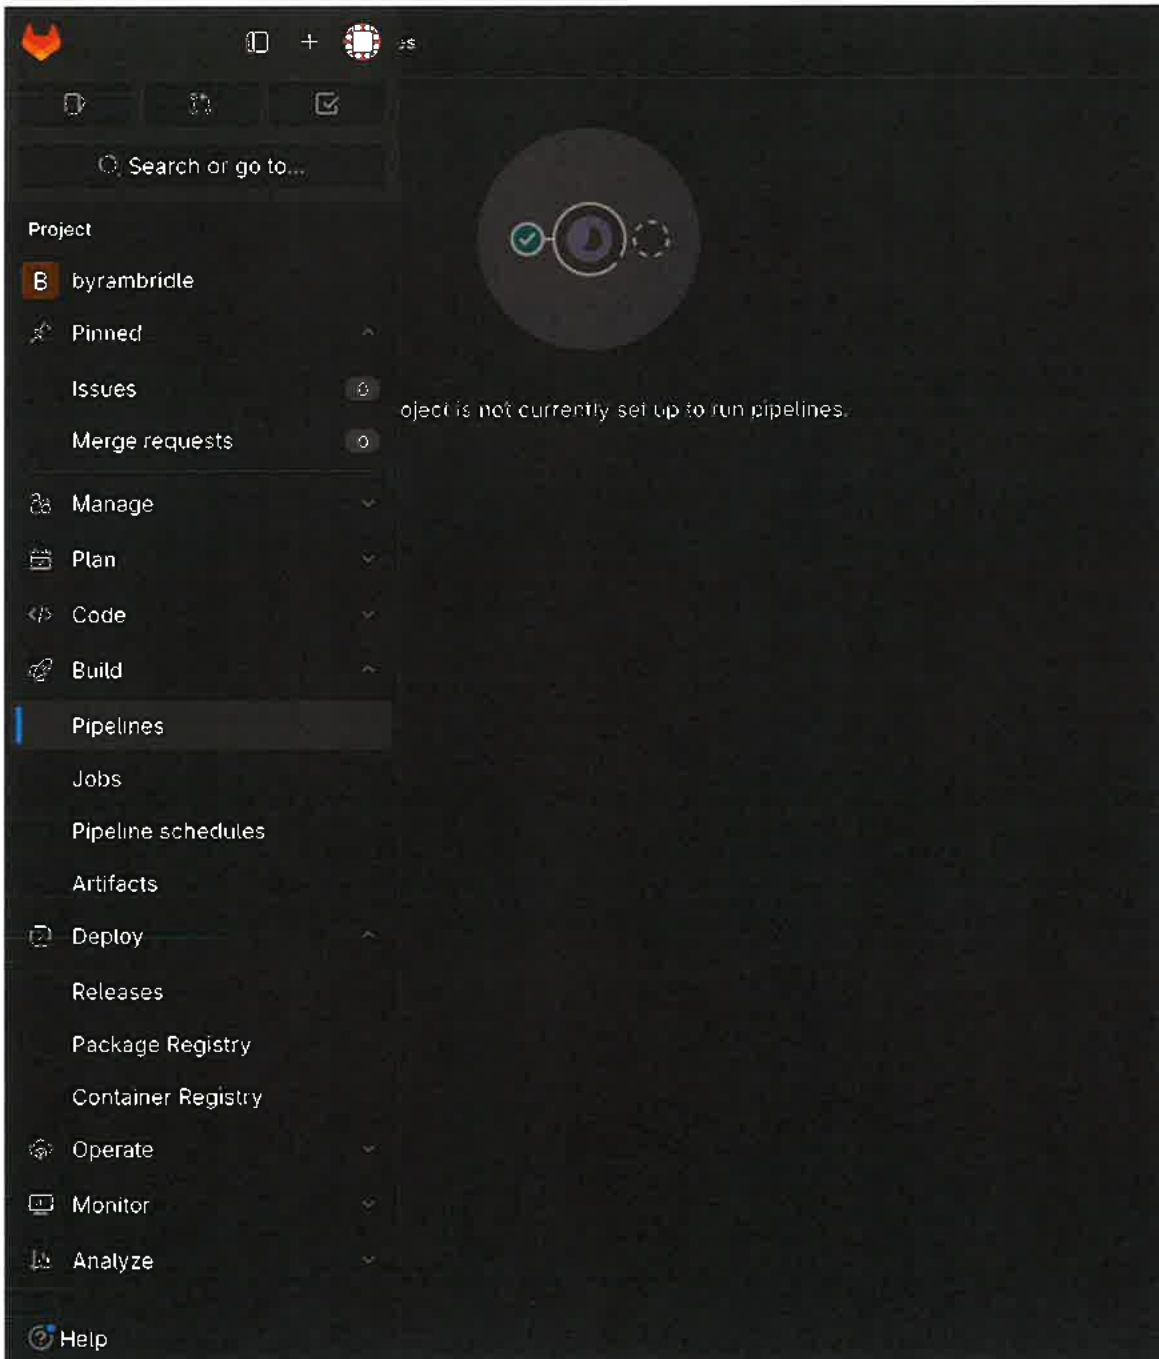 es
Search or go to...
Project
B byrambridle
Pinned
Issues 0
oject is not currently set up to run pipelines.
Merge requests 0
Manage
Plan
Code
Build
Pipelines
Jobs
Pipeline schedules
Artifacts
Deploy
Releases
Package Registry
Container Registry
Operate
Monitor
Analyze
Help